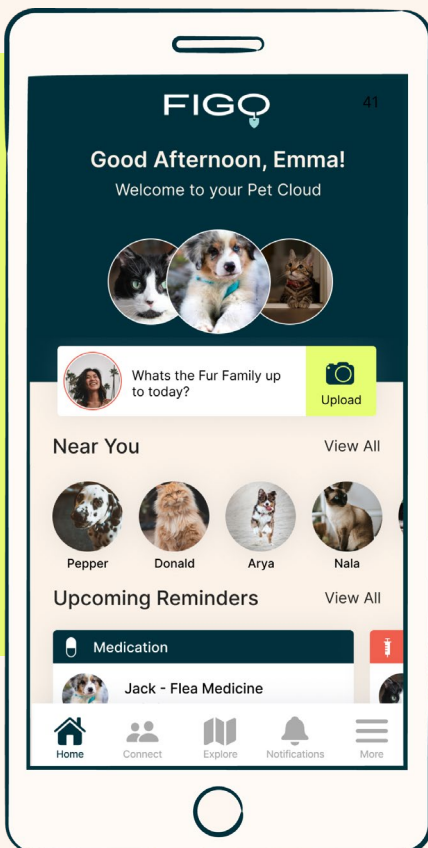 FIGO
41
Good Afternoon, Emma!
Welcome to your Pet Cloud
Whats the Fur Family up
to today?
Upload
Near You
View All
Pepper
Donald
Arya
Nala
Upcoming Reminders
View All
Medication
Jack - Flea Medicine
Home
Connect
Explore
Notifications
More